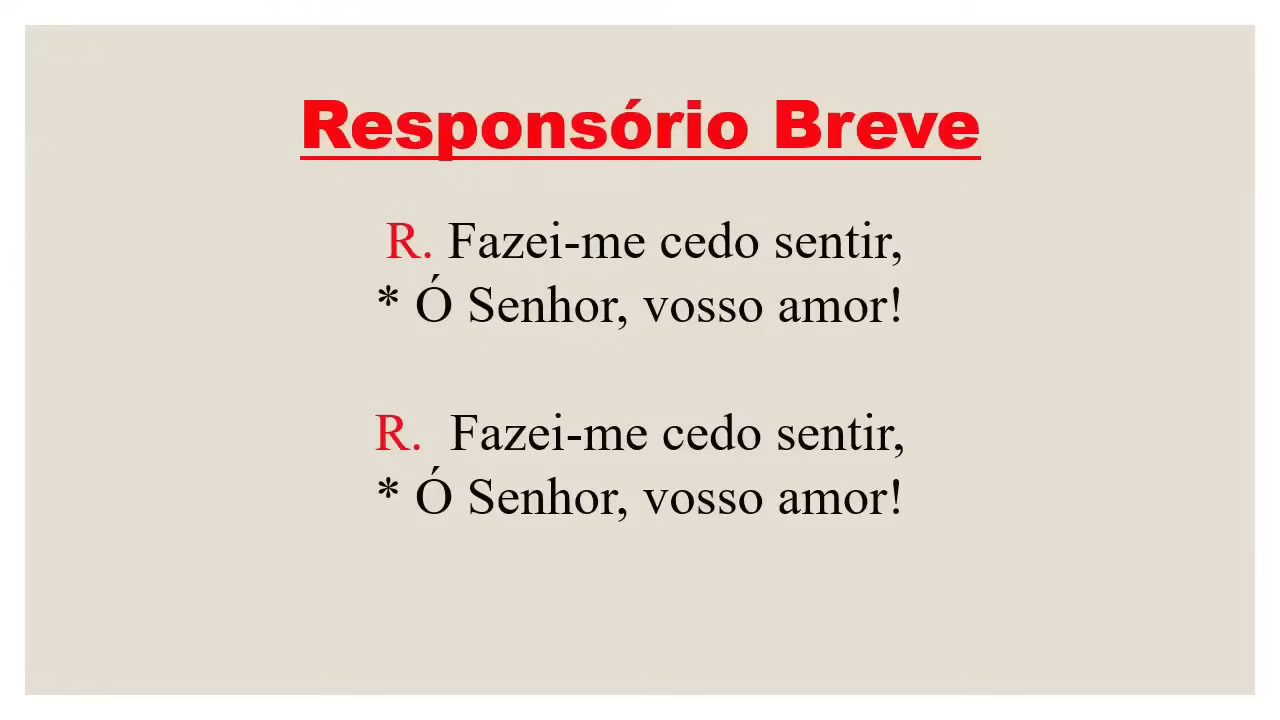 Responsório Breve
R. Fazei-me cedo sentir,
* Ó Senhor, vosso amor!
R. Fazei-me cedo sentir,
* Ó Senhor, vosso amor!